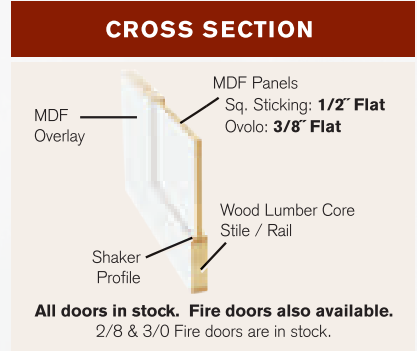 CROSS SECTION
MDF Panels
Sq. Sticking: 1/2˝ Flat
Ovolo: 3/8˝ Flat
MDF
Overlay
Wood Lumber Core
Stile / Rail
Shaker
Profile
All doors in stock. Fire doors also available.
2/8 & 3/0 Fire doors are in stock.